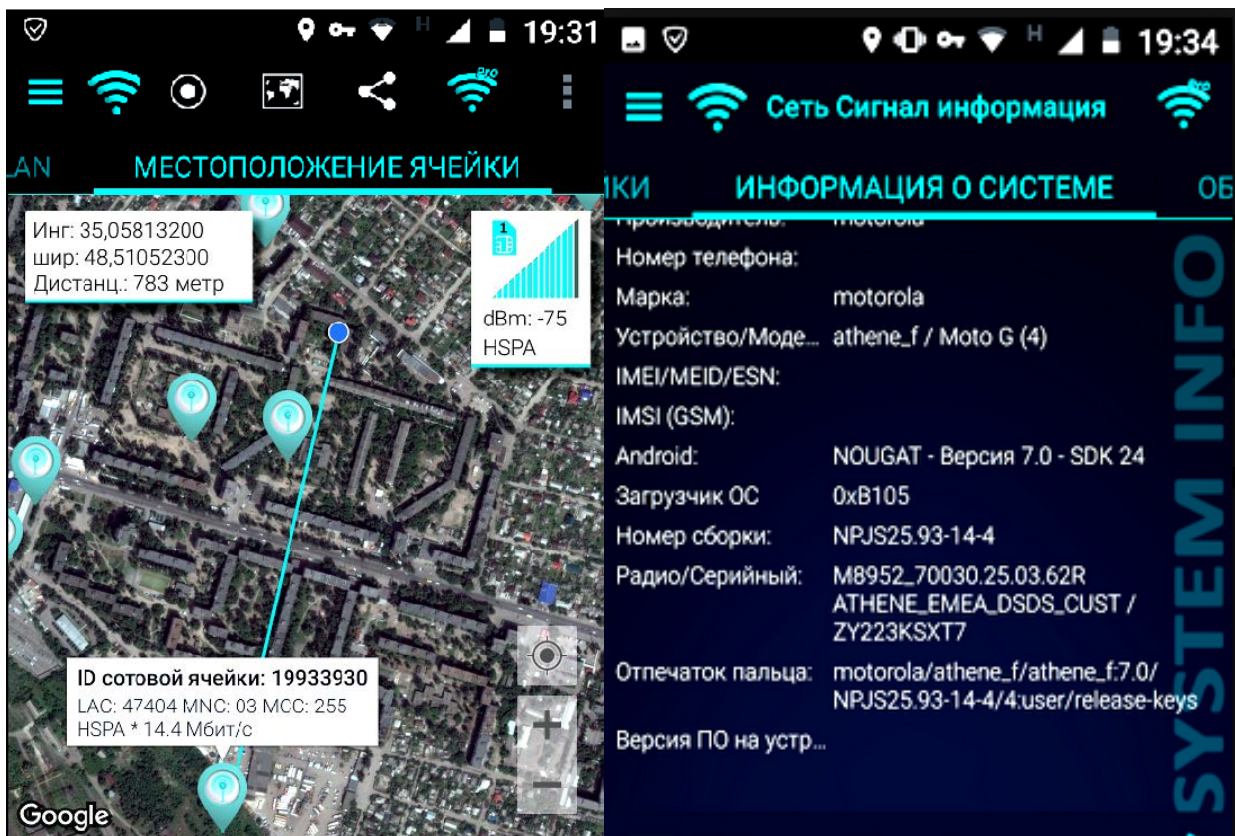 19:31
Pro
LAN
МЕСТОПОЛОЖЕНИЕ ЯЧЕЙКИ
Инг: 35,05813200
шир: 48,51052300
Дистанц.: 783 метр
1
dBm: -75
HSPA
ID сотовой ячейки: 19933930
LAC: 47404 MNC: 03 MCC: 255
HSPA * 14.4 Мбит/с
+
−
Google
H
19:34
Сеть Сигнал информация
Pro
ЙКИ
ИНФОРМАЦИЯ О СИСТЕМЕ
ОБ
Производитель: motorola
Номер телефона:
Марка: motorola
Устройство/Моде... athene_f / Moto G (4)
IMEI/MEID/ESN:
IMSI (GSM):
Android: NOUGAT - Версия 7.0 - SDK 24
Загрузчик ОС 0xB105
Номер сборки: NPJS25.93-14-4
Радио/Серийный: M8952_70030.25.03.62R
ATHENE_EMEA_DSDS_CUST /
ZY223KSXT7
Отпечаток пальца: motorola/athene_f/athene_f:7.0/
NPJS25.93-14-4/4:user/release-keys
Версия ПО на устр...
SYSTEM INFO